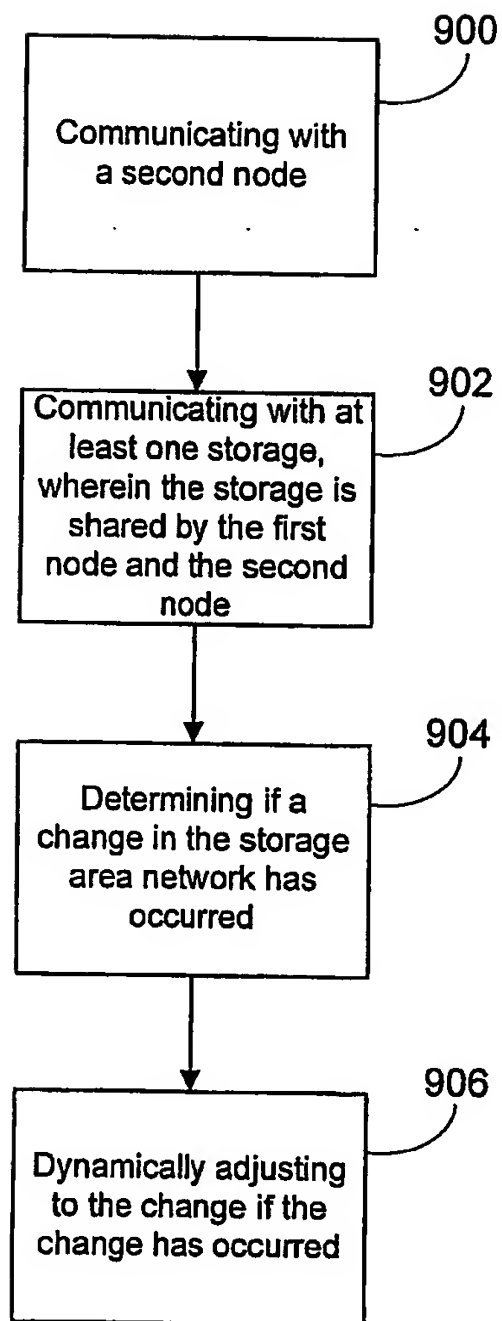 900
Communicating with
a second node
902
Communicating with at
least one storage,
wherein the storage is
shared by the first
node and the second
node
904
Determining if a
change in the storage
area network has
occurred
906
Dynamically adjusting
to the change if the
change has occurred